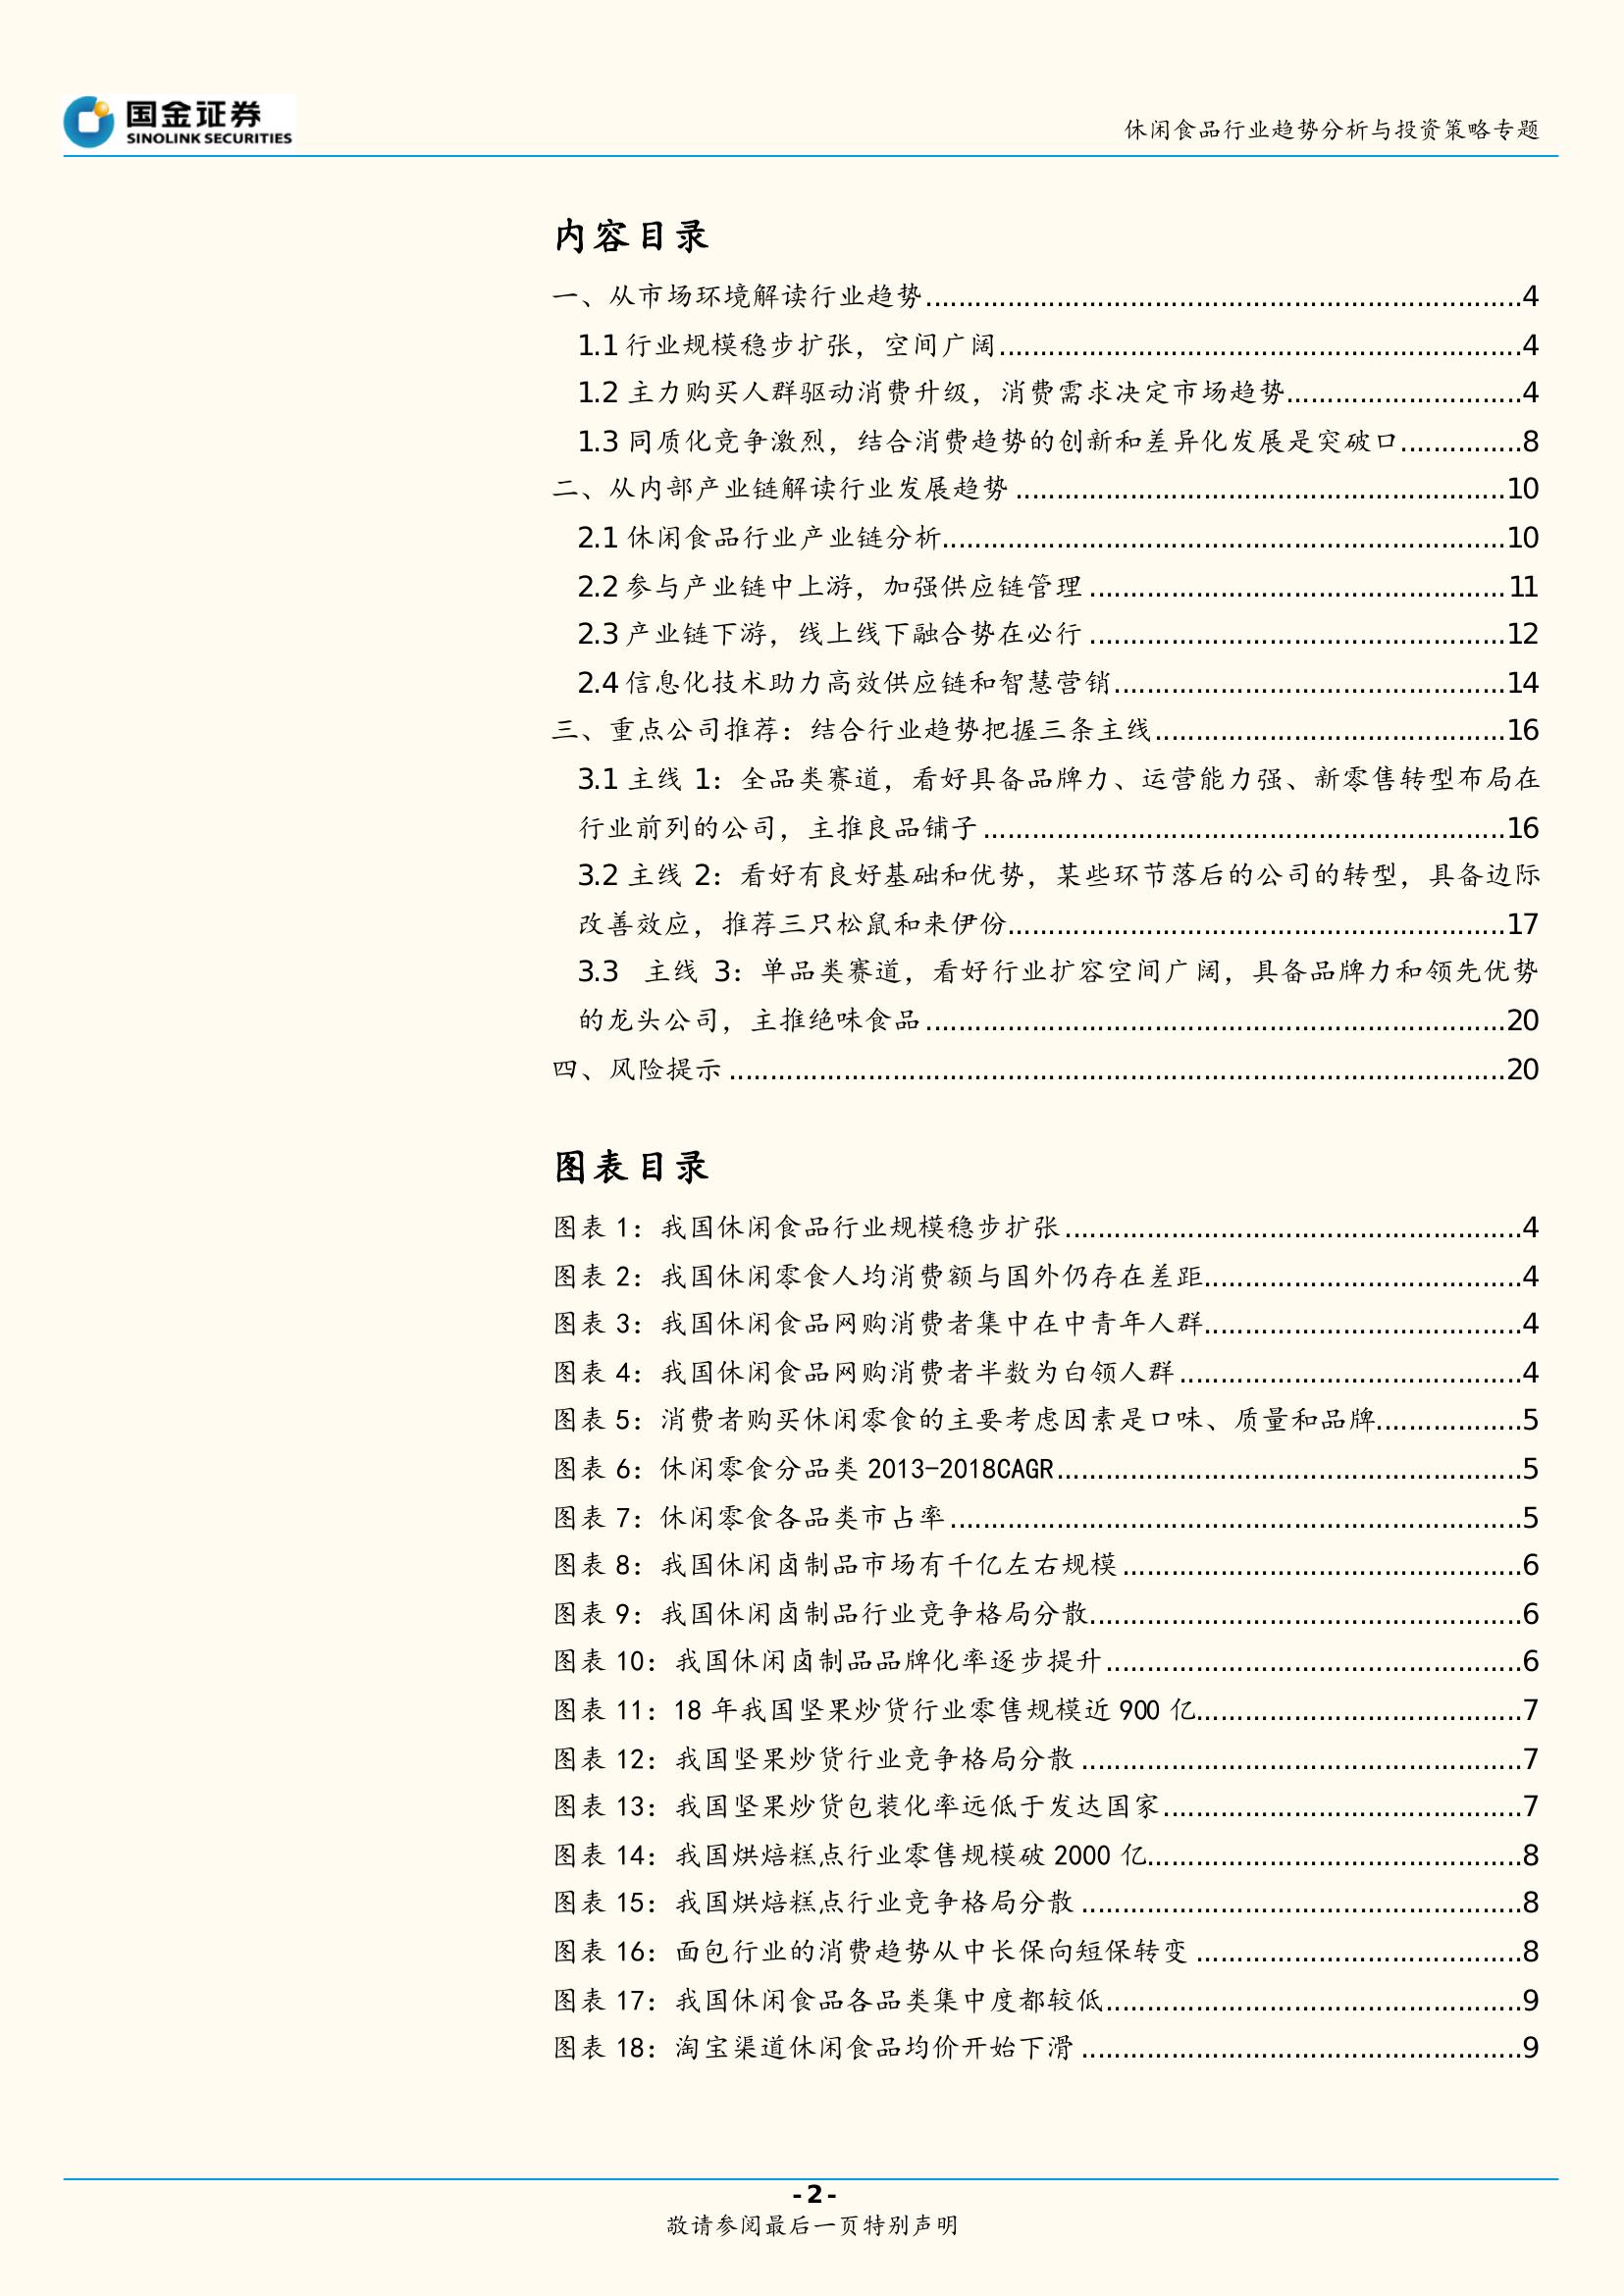 国金证券
SINOLINK SECURITIES
休闲食品行业趋势分析与投资策略专题
内容目录
一、从市场环境解读行业趋势........................................................................4
1.1 行业规模稳步扩张，空间广阔...............................................................4
1.2 主力购买人群驱动消费升级，消费需求决定市场趋势............................4
1.3 同质化竞争激烈，结合消费趋势的创新和差异化发展是突破口..............8
二、从内部产业链解读行业发展趋势 ...........................................................10
2.1 休闲食品行业产业链分析....................................................................10
2.2 参与产业链中上游，加强供应链管理 ..................................................11
2.3 产业链下游，线上线下融合势在必行 ..................................................12
2.4 信息化技术助力高效供应链和智慧营销...............................................14
三、重点公司推荐：结合行业趋势把握三条主线..........................................16
3.1 主线 1：全品类赛道，看好具备品牌力、运营能力强、新零售转型布局在
行业前列的公司，主推良品铺子 ...............................................................16
3.2 主线 2：看好有良好基础和优势，某些环节落后的公司的转型，具备边际
改善效应，推荐三只松鼠和来伊份............................................................17
3.3 主线 3：单品类赛道，看好行业扩容空间广阔，具备品牌力和领先优势
的龙头公司，主推绝味食品 ......................................................................20
四、风险提示 ..............................................................................................20
图表目录
图表 1：我国休闲食品行业规模稳步扩张 .......................................................4
图表 2：我国休闲零食人均消费额与国外仍存在差距......................................4
图表 3：我国休闲食品网购消费者集中在中青年人群......................................4
图表 4：我国休闲食品网购消费者半数为白领人群 .........................................4
图表 5：消费者购买休闲零食的主要考虑因素是口味、质量和品牌..................5
图表 6：休闲零食分品类 2013-2018CAGR.......................................................5
图表 7：休闲零食各品类市占率 .....................................................................5
图表 8：我国休闲卤制品市场有千亿左右规模 ................................................6
图表 9：我国休闲卤制品行业竞争格局分散....................................................6
图表 10：我国休闲卤制品品牌化率逐步提升..................................................6
图表 11：18 年我国坚果炒货行业零售规模近 900 亿.......................................7
图表 12：我国坚果炒货行业竞争格局分散 .....................................................7
图表 13：我国坚果炒货包装化率远低于发达国家...........................................7
图表 14：我国烘焙糕点行业零售规模破 2000 亿.............................................8
图表 15：我国烘焙糕点行业竞争格局分散 .....................................................8
图表 16：面包行业的消费趋势从中长保向短保转变 .......................................8
图表 17：我国休闲食品各品类集中度都较低..................................................9
图表 18：淘宝渠道休闲食品均价开始下滑 .....................................................9
- 2 -
敬请参阅最后一页特别声明